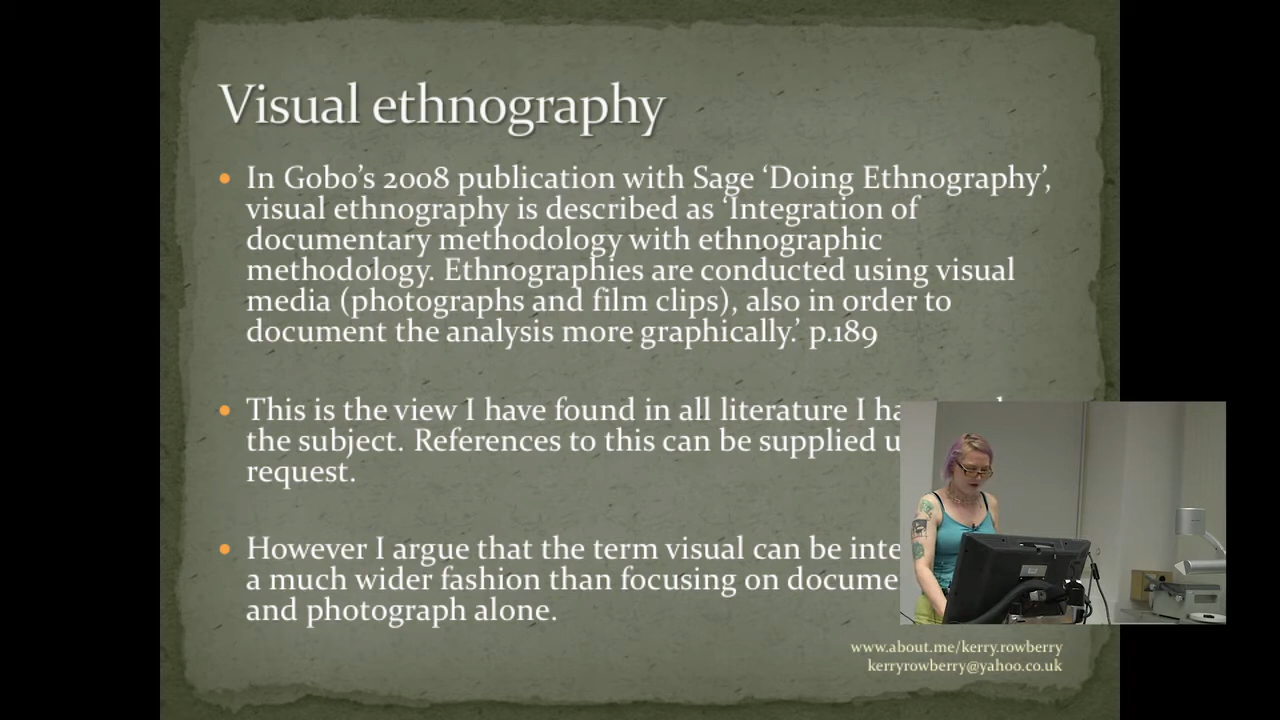 Visual ethnography
• In Gobo's 2008 publication with Sage 'Doing Ethnography',
visual ethnography is described as 'Integration of
documentary methodology with ethnographic
methodology. Ethnographies are conducted using visual
media (photographs and film clips), also in order to
document the analysis more graphically.' p.189
• This is the view I have found in all literature I
the subject. References to this can be supplied
request.
• However I argue that the term visual can be
a much wider fashion than focusing on
and photograph alone.
www.about.me/kerry.rowberry
kerryrowberry@yahoo.co.uk